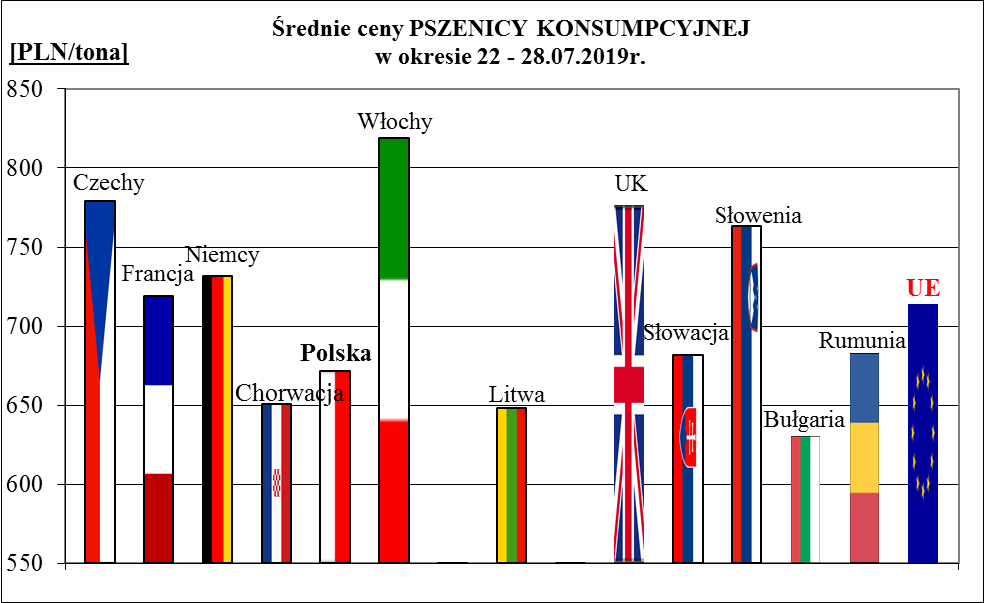 Średnie ceny PSZENICY KONSUMPCYJNEJ
w okresie 22 - 28.07.2019r.
[PLN/tona]
850
800
750
700
650
600
550
Czechy
Francja
Niemcy
Chorwacja
Polska
Włochy
Litwa
UK
Słowacja
Słowenia
Bułgaria
Rumunia
UE